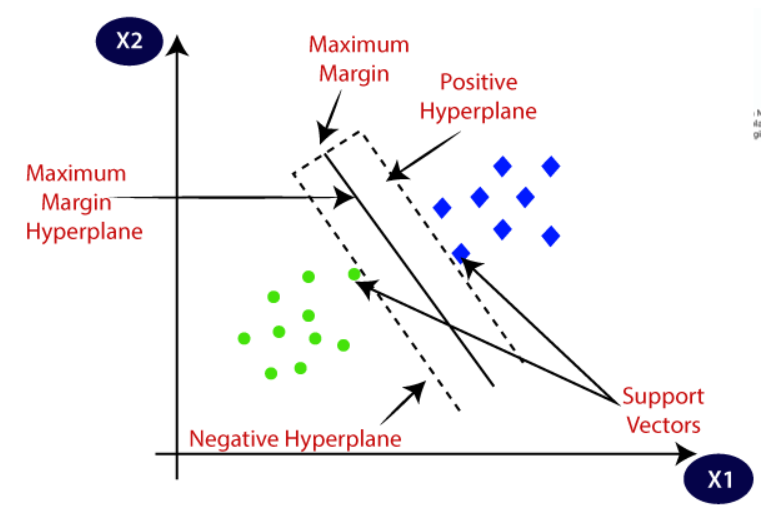 X2
Maximum
Margin
Positive
Hyperplane
Maximum
Margin
Hyperplane
Support
Vectors
Negative Hyperplane
X1